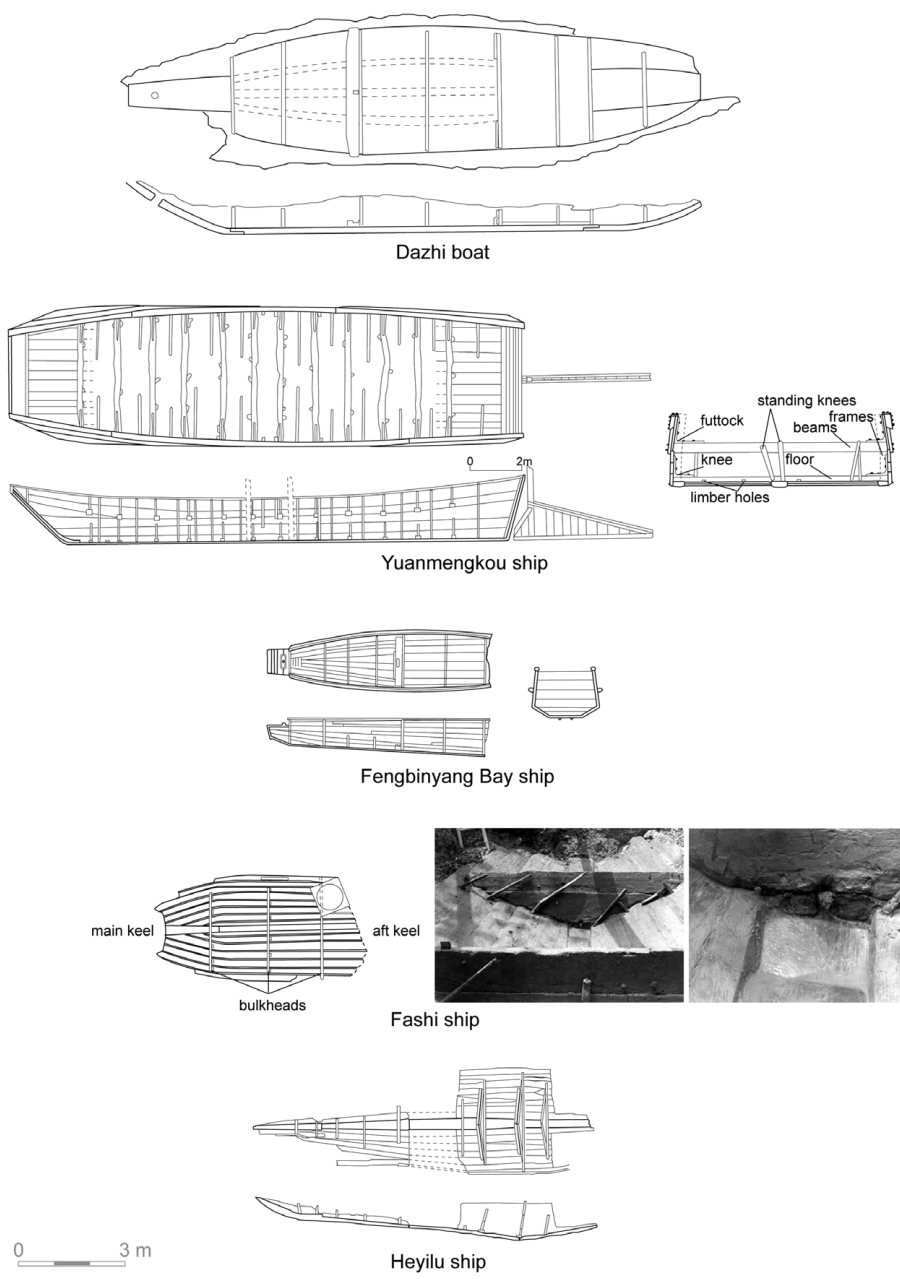 Dazhi boat
0 2m
standing knees
futtock
frames
beams
knee
floor
limber holes
Yuanmengkou ship
Fengbinyang Bay ship
main keel
aft keel
bulkheads
Fashi ship
0 3 m
Heyilu ship